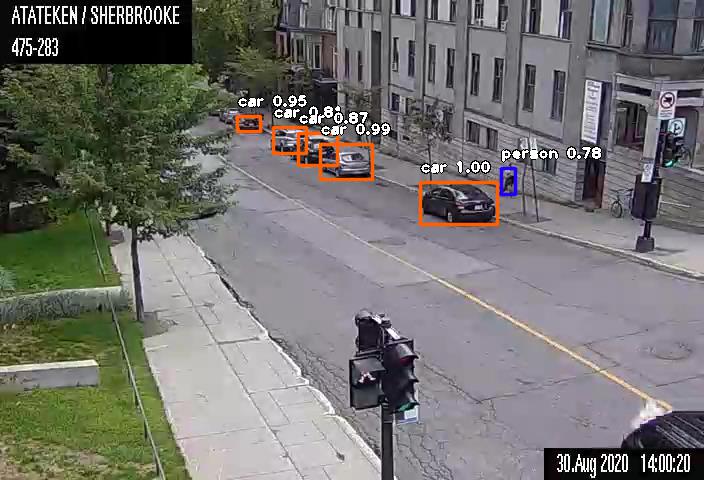 ATATEKEN / SHERBROOKE
475-283
car 0.95
car 0.87
car 0.99
car 1.00
person 0.78
30.Aug 2020 14:00:20